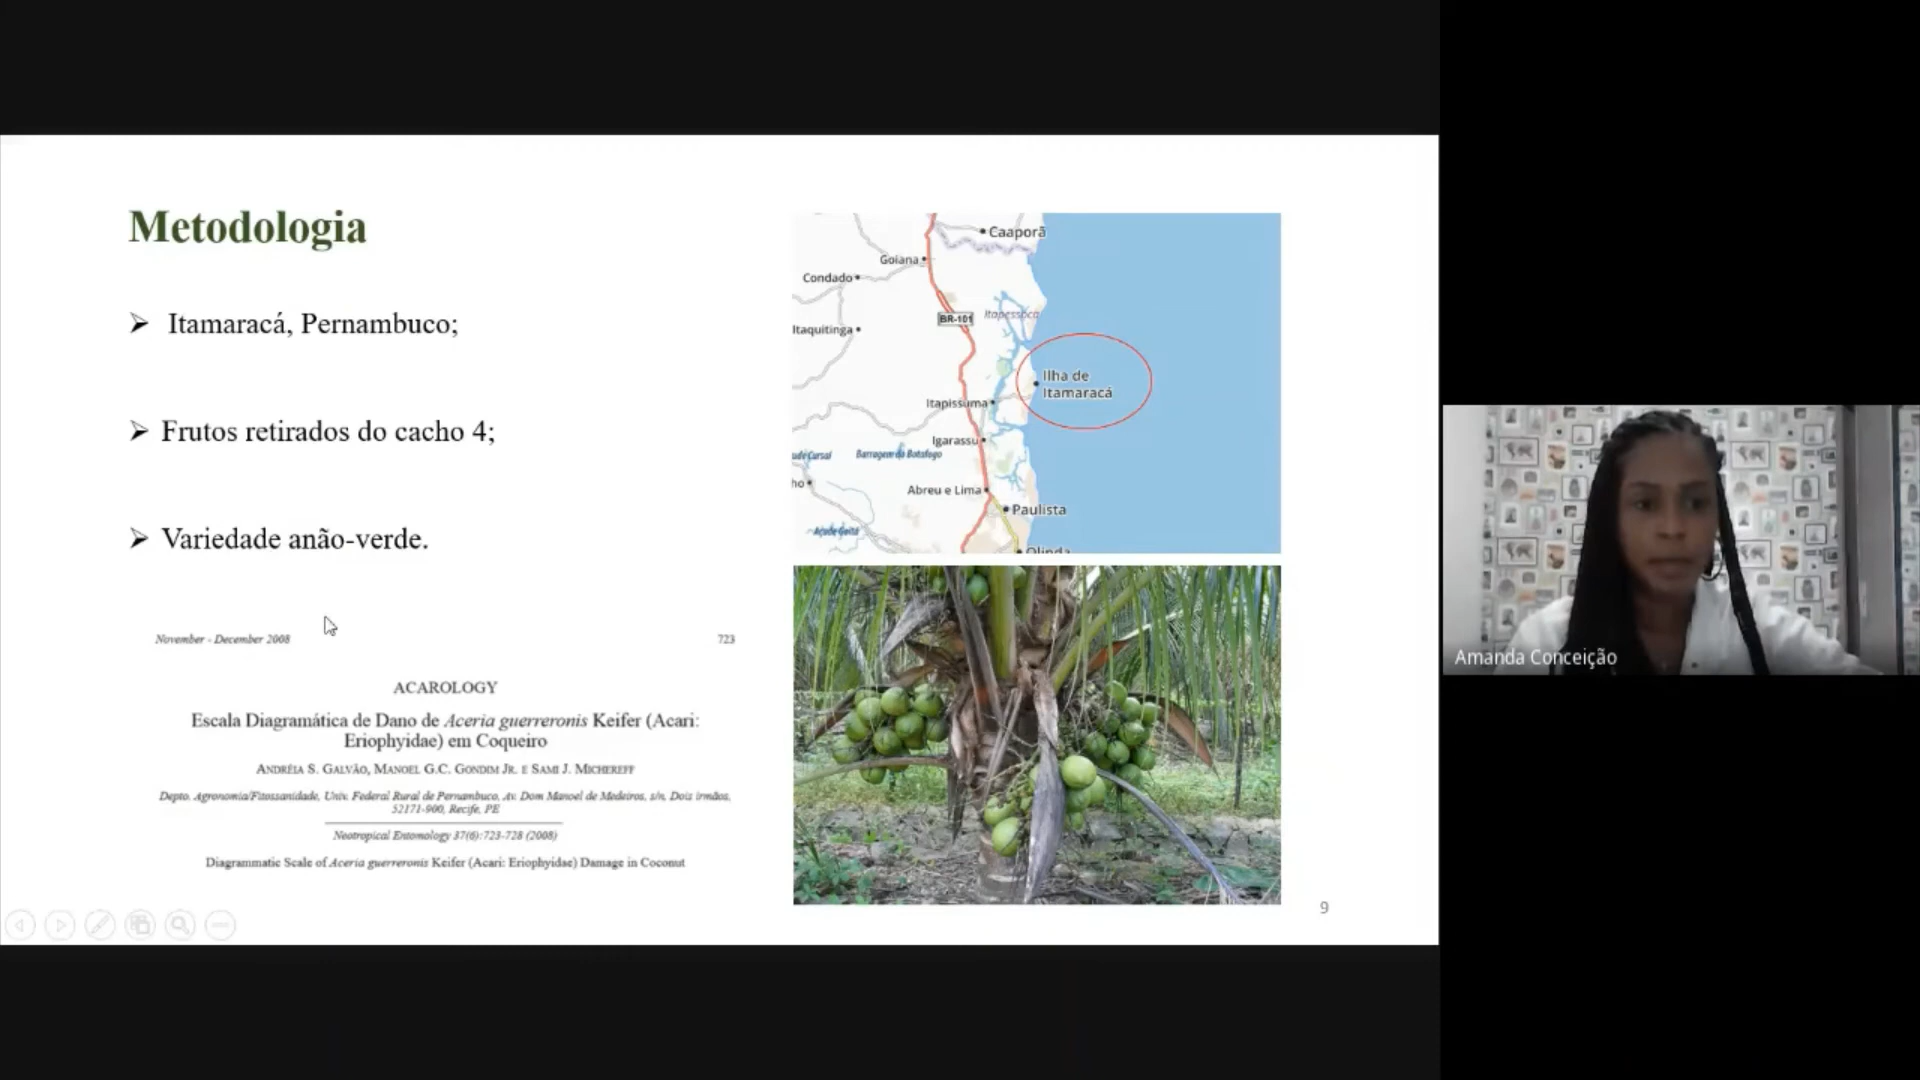 Metodologia
Itamaracá, Pernambuco;
Frutos retirados do cacho 4;
Variedade anão-verde.
November - December 2008
723
ACAROLOGY
Escala Diagramática de Dano de Aceria guerreronis Keifer (Acari:
Eriophyidae) em Coqueiro
ANDRÉIA S. GALVÃO, MANOEL G.C. GONDIM JR. E SAMI J. MICHEREFF
Depto. Agronomia/Fitossanidade, Univ. Federal Rural de Pernambuco, Av. Dom Manoel de Medeiros, s/n, Dois irmãos,
52171-900, Recife, PE
Neotropical Entomology 37(6):723-728 (2008)
Diagrammatic Scale of Aceria guerreronis Keifer (Acari: Eriophyidae) Damage in Coconut
Caaporã
Goiana
Condado
Itapessoca
BR-101
Itaquitinga
Ilha de
Itamaracá
Itapissuma
Igarassu
Barragem do Botafogo
Abreu e Lima
Paulista
Olinda
9
Amanda Conceição